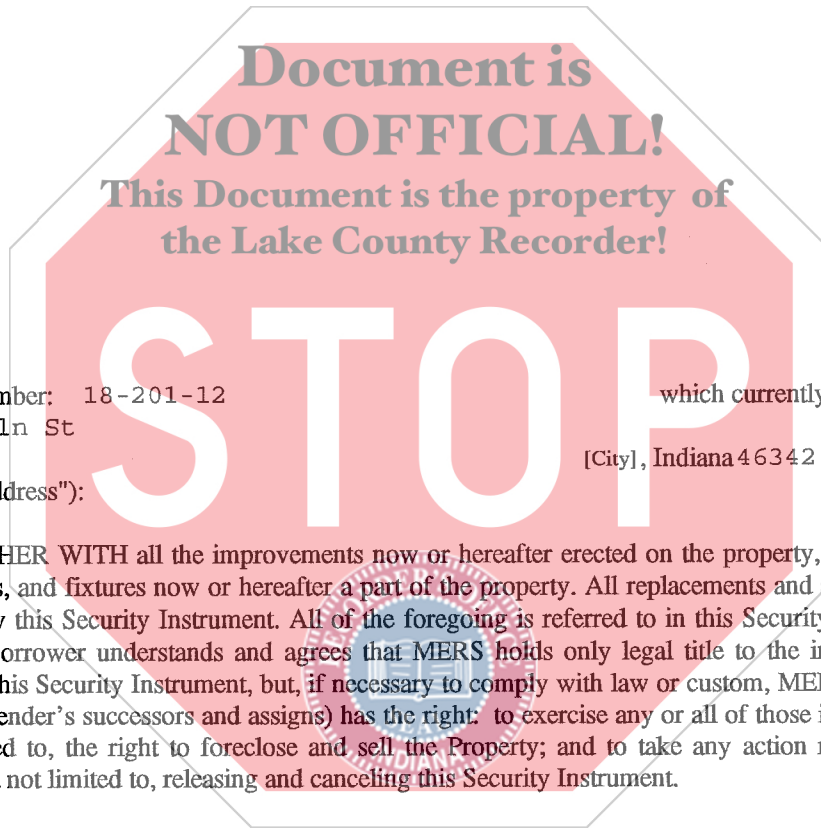 Document is
NOT OFFICIAL!
This Document is the property of
the Lake County Recorder!
STOP
mber: 18-201-12 which currently
ln St
[City], Indiana 46342
ddress"):
HER WITH all the improvements now or hereafter erected on the property,
s, and fixtures now or hereafter a part of the property. All replacements and
y this Security Instrument. All of the foregoing is referred to in this Security
orrower understands and agrees that MERS holds only legal title to the in
his Security Instrument, but, if necessary to comply with law or custom, MER
ender's successors and assigns) has the right: to exercise any or all of those i
ed to, the right to foreclose and sell the Property; and to take any action r
not limited to, releasing and canceling this Security Instrument.
RECORDER'S OFFICE
INDIANA